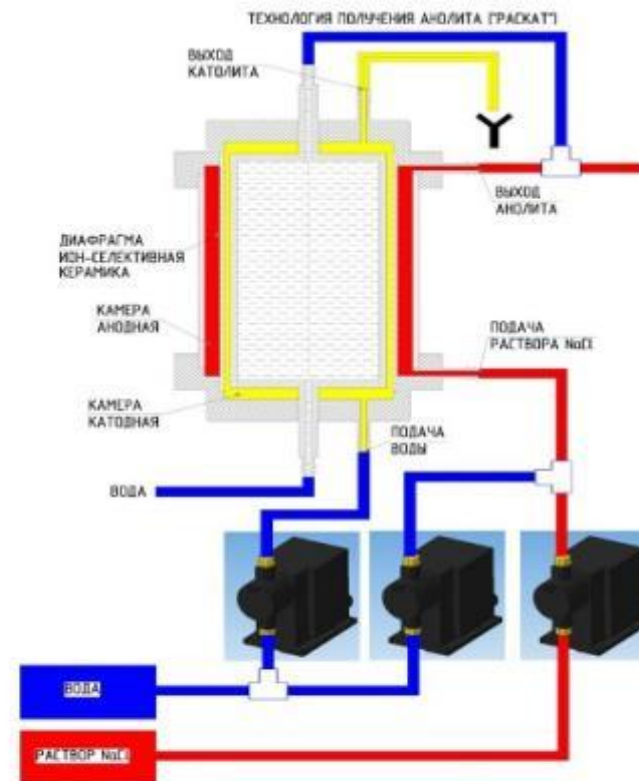 ТЕХНОЛОГИЯ ПОЛУЧЕНИЯ АНОЛИТА ("РАСКАТ")
ВЫХОД
КАТОЛИТА
ВЫХОД
АНОЛИТА
ДИАФРАГМА
ИОН-СЕЛЕКТИВНАЯ
КЕРАМИКА
КАМЕРА
АНОДНАЯ
ПОДАЧА
РАСТВОРА NaCl
КАМЕРА
КАТОДНАЯ
ПОДАЧА
ВОДЫ
ВОДА
ВОДА
РАСТВОР NaCl